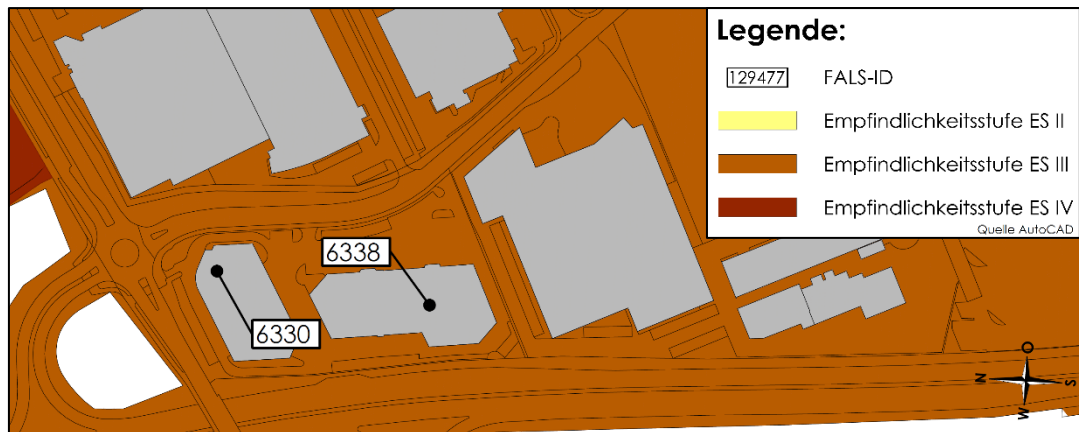 Legende:
129477 FALS-ID
Empfindlichkeitsstufe ES II
Empfindlichkeitsstufe ES III
Empfindlichkeitsstufe ES IV
Quelle AutoCAD
6338
6330
O
N
S
W